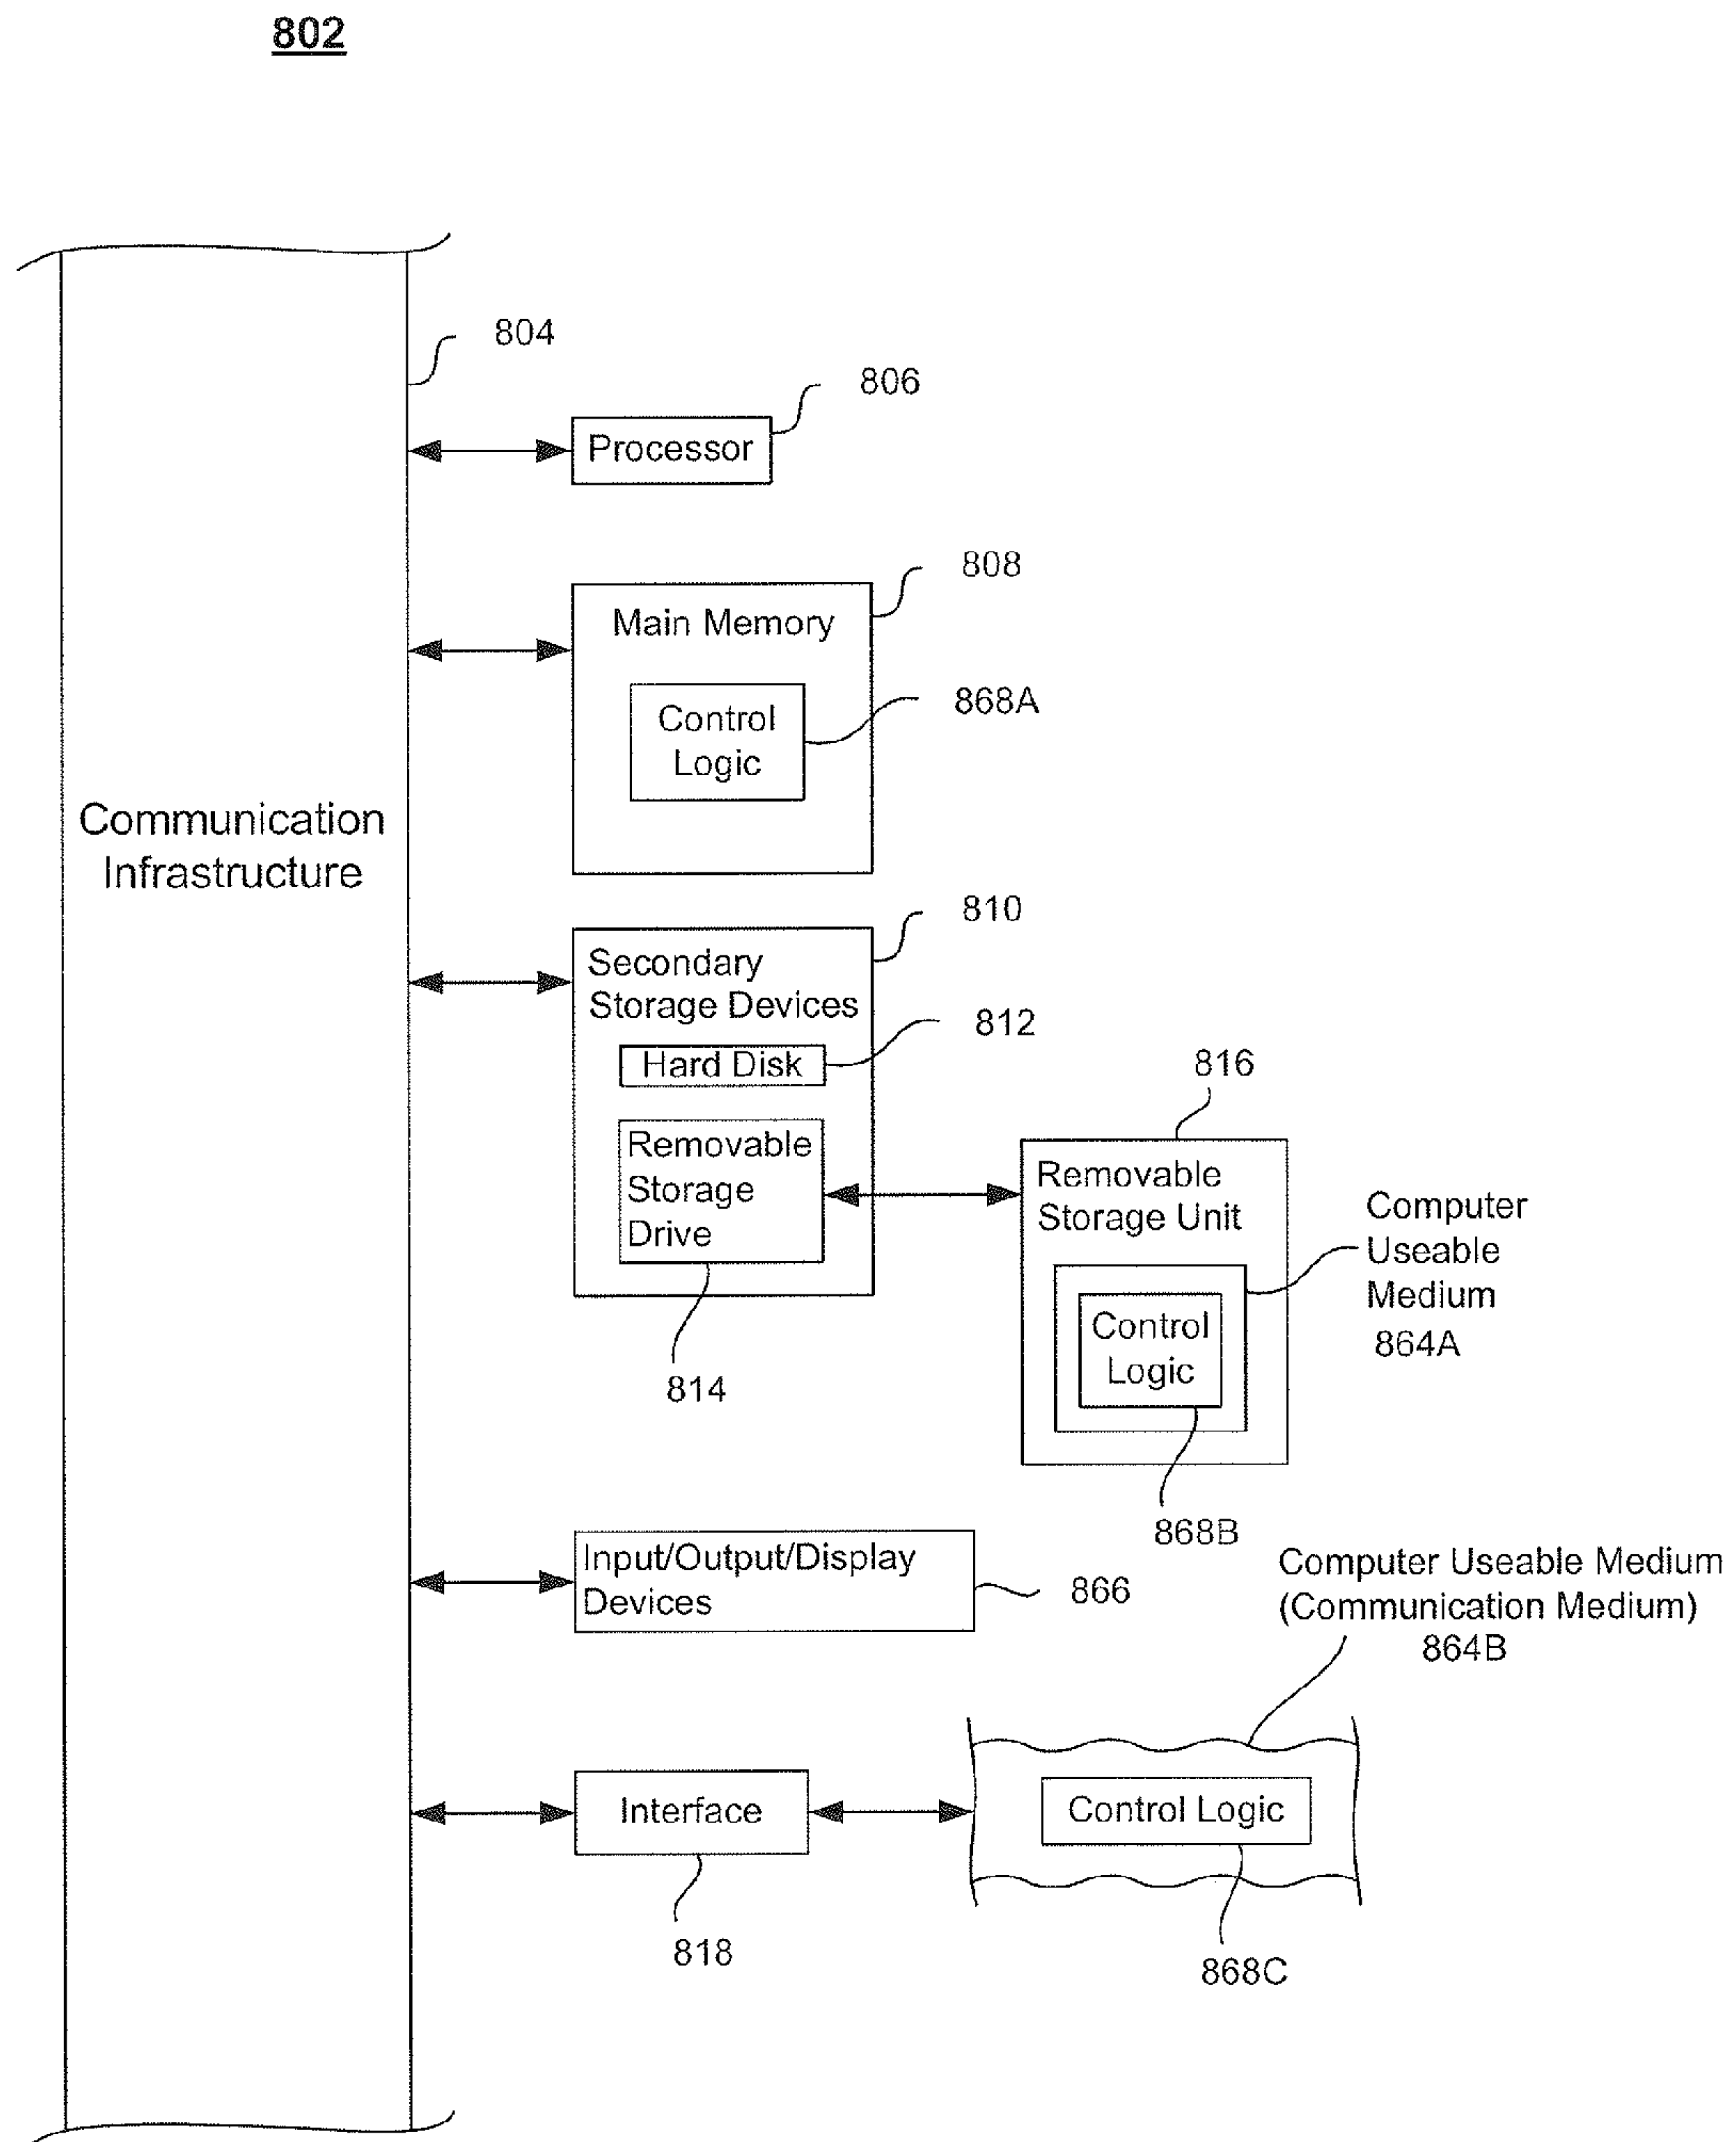 802
804
806
Processor
808
Main Memory
868A
Control
Logic
Communication
Infrastructure
810
Secondary
Storage Devices
812
Hard Disk
816
Removable
Storage
Drive
Removable
Storage Unit
Computer
Useable
Medium
864A
Control
Logic
814
868B
Input/Output/Display
Devices
866
Computer Useable Medium
(Communication Medium)
864B
Interface
Control Logic
818
868C